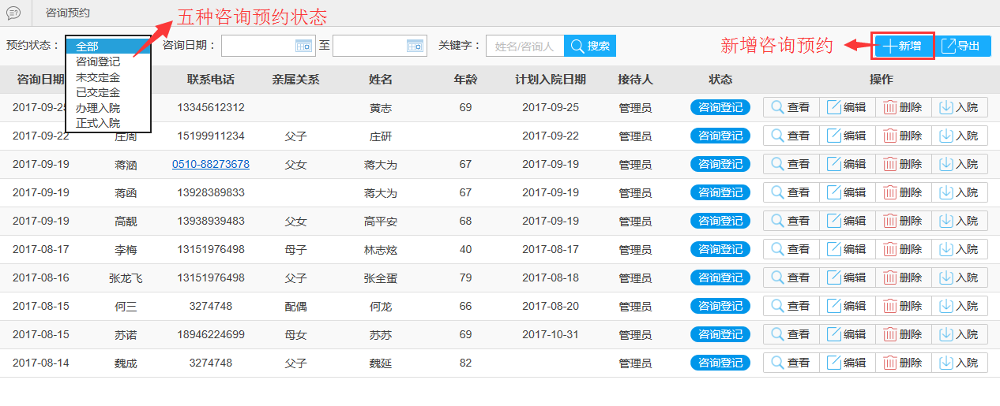 咨询预约
五种咨询预约状态
预约状态： 全部 咨询日期： 至 关键字： 姓名/咨询人 搜索 新增咨询预约 新增 导出
咨询登记
未交定金
已交定金
办理入院
正式入院
咨询日期 联系电话 亲属关系 姓名 年龄 计划入院日期 接待人 状态 操作
2017-09-25 13345612312 黄志 69 2017-09-25 管理员 咨询登记 查看 编辑 删除 入院
2017-09-22 庄周 15199911234 父子 庄研 2017-09-22 管理员 咨询登记 查看 编辑 删除 入院
2017-09-19 蒋涵 0510-88273678 父女 蒋大为 67 2017-09-19 管理员 咨询登记 查看 编辑 删除 入院
2017-09-19 蒋函 13928389833 蒋大为 67 2017-09-19 管理员 咨询登记 查看 编辑 删除 入院
2017-09-19 高靓 13938939483 父女 高平安 68 2017-09-19 管理员 咨询登记 查看 编辑 删除 入院
2017-08-17 李梅 13151976498 母子 林志炫 40 2017-08-17 管理员 咨询登记 查看 编辑 删除 入院
2017-08-16 张龙飞 13151976498 父子 张全蛋 79 2017-08-18 管理员 咨询登记 查看 编辑 删除 入院
2017-08-15 何三 3274748 配偶 何龙 66 2017-08-20 管理员 咨询登记 查看 编辑 删除 入院
2017-08-15 苏诺 18946224699 母女 苏苏 69 2017-10-31 管理员 咨询登记 查看 编辑 删除 入院
2017-08-14 魏成 3274748 父子 魏延 82 管理员 咨询登记 查看 编辑 删除 入院